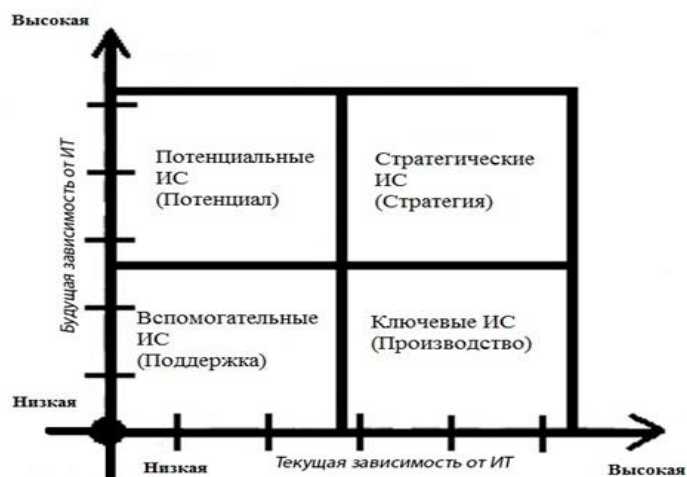 Высокая
Потенциальные
ИС
(Потенциал)
Стратегические
ИС
(Стратегия)
Будущая зависимость от ИТ
Вспомогательные
ИС
(Поддержка)
Ключевые ИС
(Производство)
Низкая
Низкая
Текущая зависимость от ИТ
Высокая